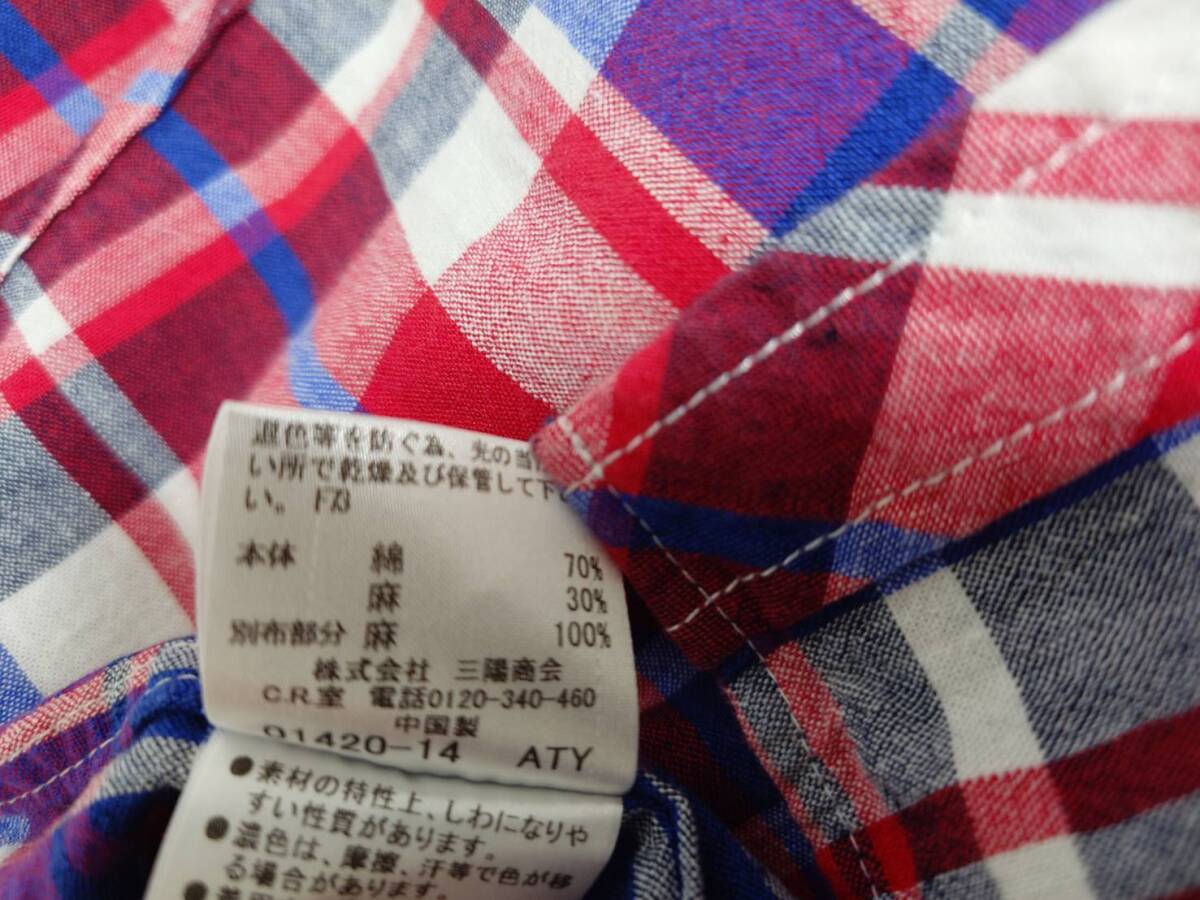 退色等を防ぐ為、光の当
い所で乾燥及び保管して下
い。 F73
本体 綿 70%
麻 30%
別布部分 麻 100%
株式会社 三陽商会
C.R.室 電話0120-340-460
中国製
01420-14 ATY
●素材の特性上、しわになりや
すい性質があります。
●濃色は、摩擦、汗等で色が移
る場合があります。